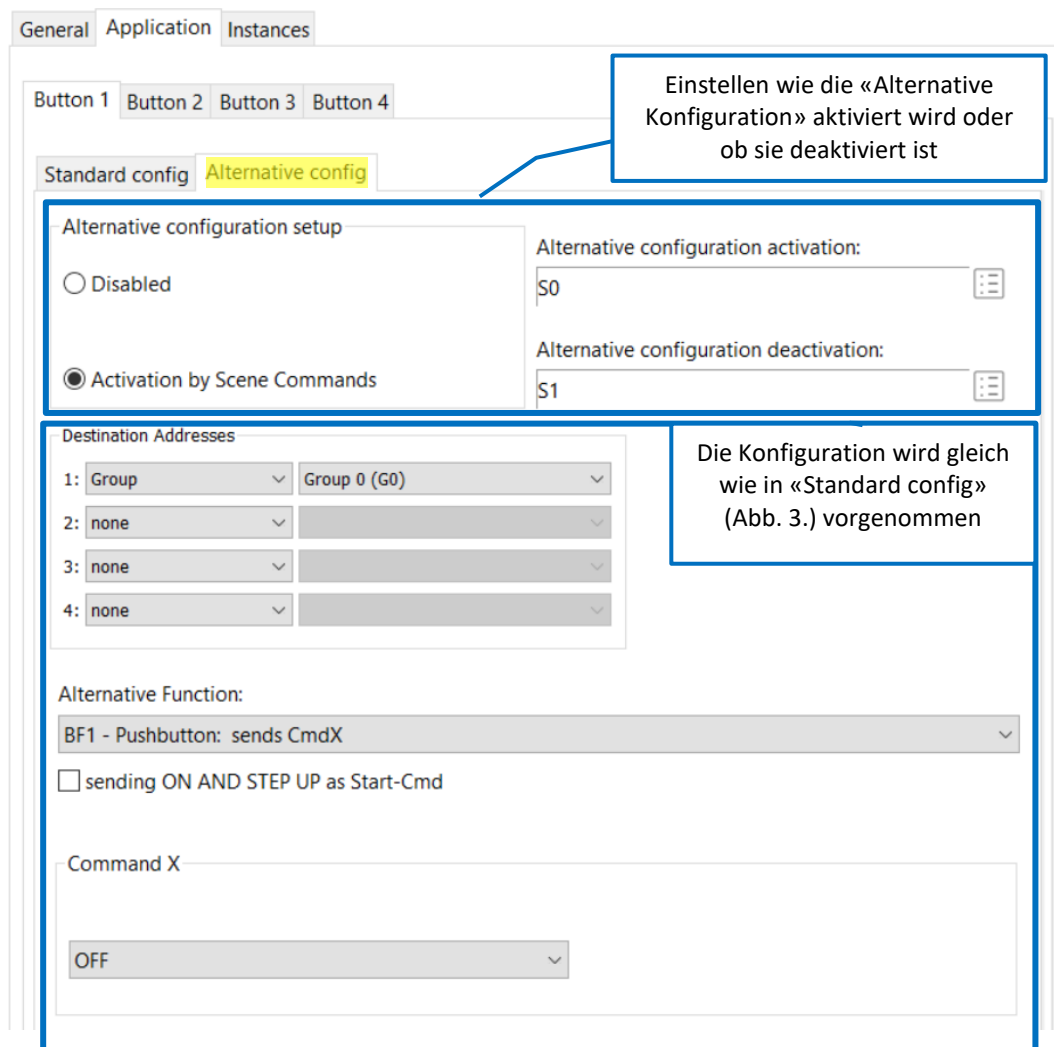 General Application Instances
Einstellen wie die «Alternative
Konfiguration» aktiviert wird oder
ob sie deaktiviert ist
Button 1 Button 2 Button 3 Button 4
Standard config Alternative config
Alternative configuration setup
Disabled
Activation by Scene Commands
Alternative configuration activation:
S0
Alternative configuration deactivation:
S1
Destination Addresses
1: Group Group 0 (G0)
2: none
3: none
4: none
Die Konfiguration wird gleich
wie in «Standard config»
(Abb. 3.) vorgenommen
Alternative Function:
BF1 - Pushbutton: sends CmdX
sending ON AND STEP UP as Start-Cmd
Command X
OFF